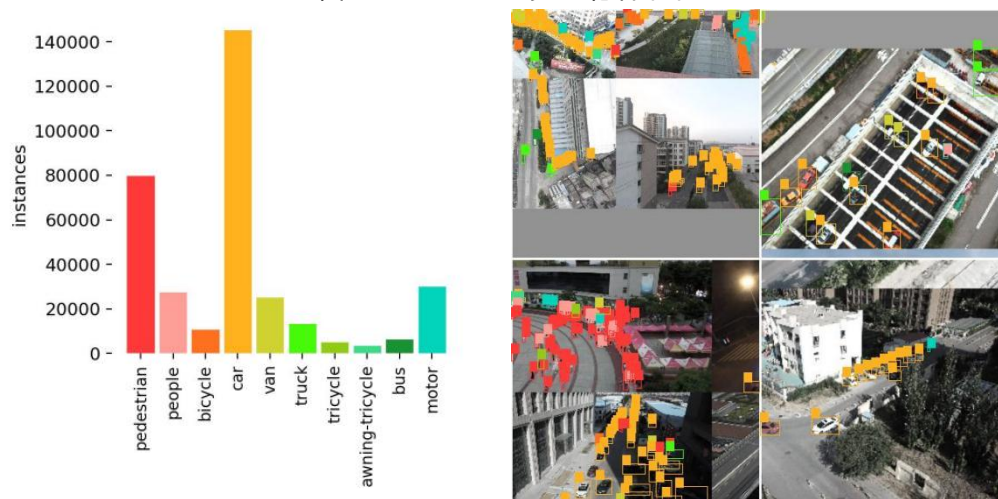 140000
120000
100000
80000
60000
40000
20000
0
instances
pedestrian
people
bicycle
car
van
truck
tricycle
awning-tricycle
bus
motor